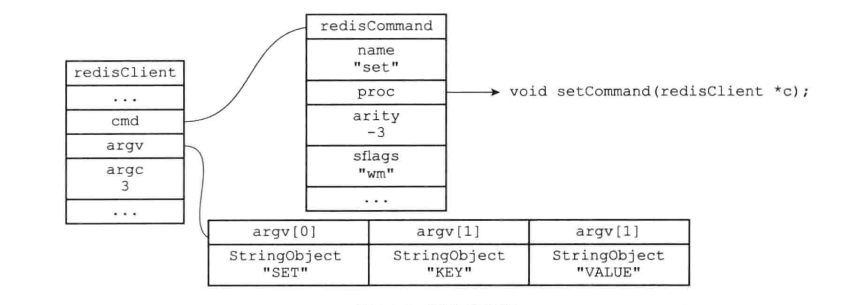 redisClient
...
cmd
argv
argc
3
...
redisCommand
name
"set"
proc
arity
-3
sflags
"wm"
...
void setCommand(redisClient *c);
argv[0] argv[1] argv[1]
StringObject StringObject StringObject
"SET" "KEY" "VALUE"